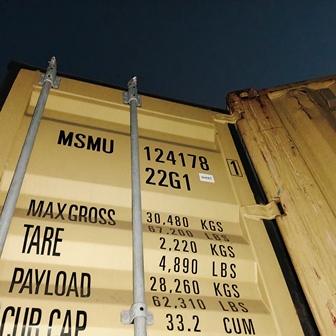 MSMU 124178 1
22G1
MAX GROSS 30,480 KGS
67,200 LBS
TARE 2,220 KGS
4,890 LBS
PAYLOAD 28,260 KGS
62,310 LBS
CUB.CAP. 33.2 CUM